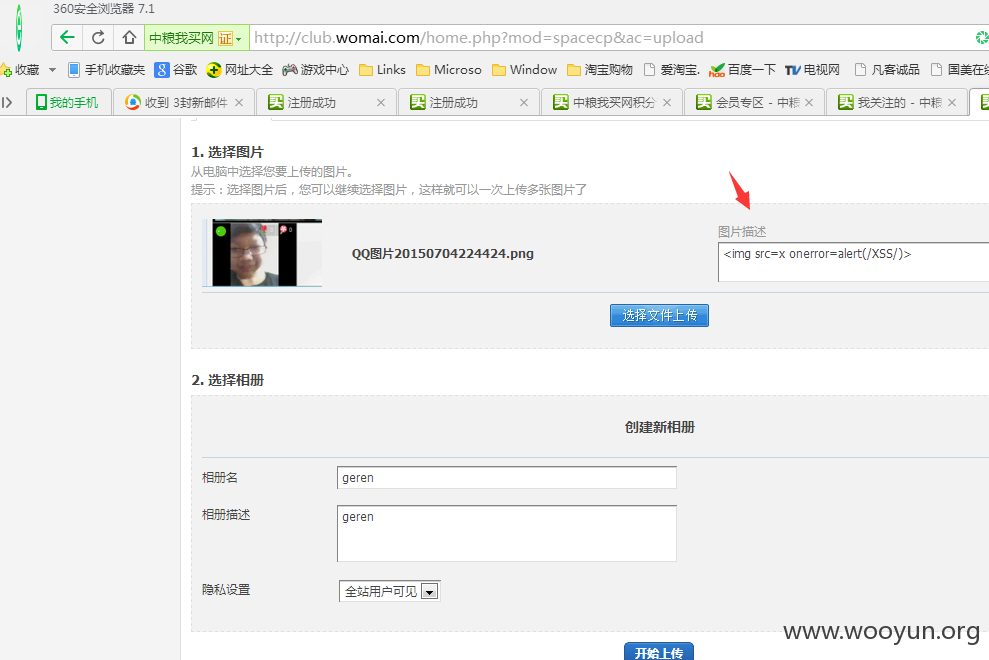 360安全浏览器 7.1
中粮我买网 证 http://club.womai.com/home.php?mod=spacecp&ac=upload
收藏 手机收藏夹 谷歌 网址大全 游戏中心 Links Microso Window 淘宝购物 爱淘宝. 百度一下 TV 电视网 凡客诚品 国美在线
我的手机 收到 3封新邮件 注册成功 注册成功 中粮我买网积分 会员专区 - 中粮 我关注的 - 中粮
1. 选择图片
从电脑中选择您要上传的图片。
提示：选择图片后，您可以继续选择图片，这样就可以一次上传多张图片了
图片描述
QQ图片20150704224424.png
<img src=x onerror=alert(/XSS/)>
选择文件上传
2. 选择相册
创建新相册
相册名 geren
相册描述 geren
隐私设置 全站用户可见
www.wooyun.org
开始上传